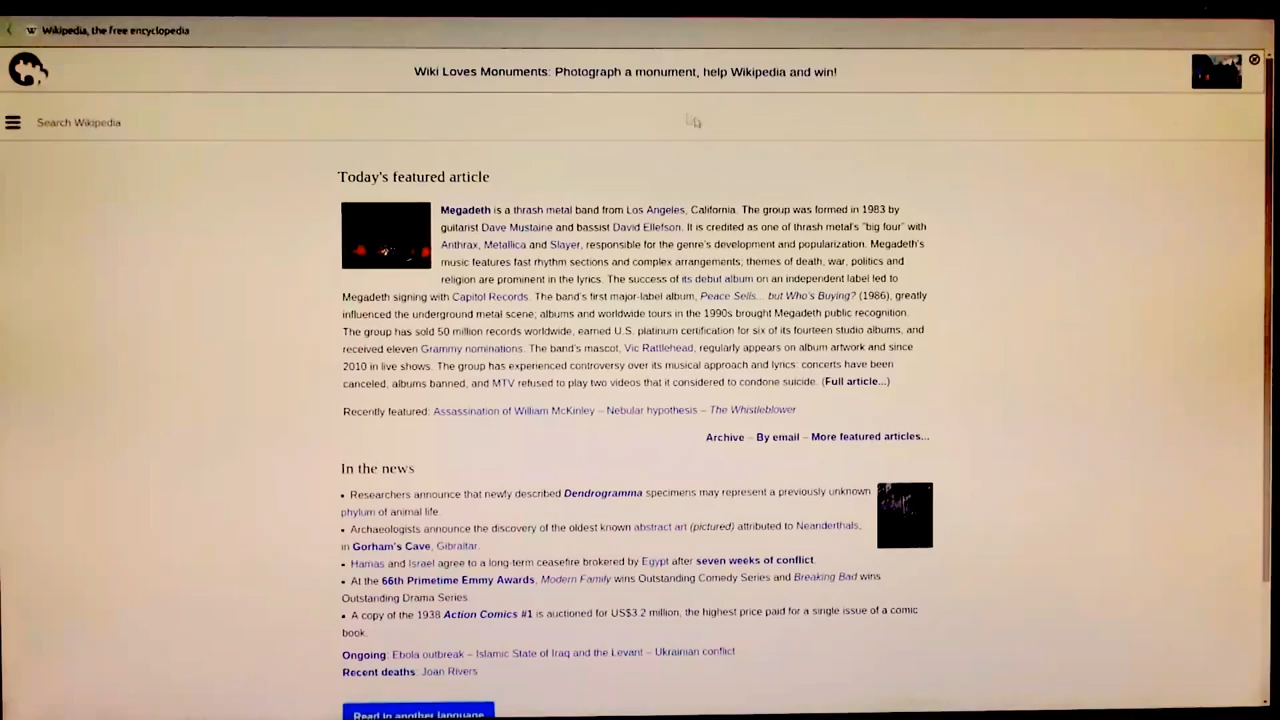 Wikipedia, the free encyclopedia
Wiki Loves Monuments: Photograph a monument, help Wikipedia and win!
Search Wikipedia
Today's featured article
Megadeth is a thrash metal band from Los Angeles, California. The group was formed in 1983 by
guitarist Dave Mustaine and bassist David Ellefson. It is credited as one of thrash metal's "big four" with
Anthrax, Metallica and Slayer, responsible for the genre's development and popularization. Megadeth's
music features fast rhythm sections and complex arrangements; themes of death, war, politics and
religion are prominent in the lyrics. The success of its debut album on an independent label led to
Megadeth signing with Capitol Records. The band's first major-label album, Peace Sells... but Who's Buying? (1986), greatly
influenced the underground metal scene; albums and worldwide tours in the 1990s brought Megadeth public recognition.
The group has sold 50 million records worldwide, earned U.S. platinum certification for six of its fourteen studio albums, and
received eleven Grammy nominations. The band's mascot, Vic Rattlehead, regularly appears on album artwork and since
2010 in live shows. The group has experienced controversy over its musical approach and lyrics: concerts have been
canceled, albums banned, and MTV refused to play two videos that it considered to condone suicide. (Full article...)
Recently featured: Assassination of William McKinley – Nebular hypothesis – The Whistleblower
Archive – By email – More featured articles...
In the news
• Researchers announce that newly described Dendrogramma specimens may represent a previously unknown
phylum of animal life.
• Archaeologists announce the discovery of the oldest known abstract art (pictured) attributed to Neanderthals,
in Gorham's Cave, Gibraltar.
• Hamas and Israel agree to a long-term ceasefire brokered by Egypt after seven weeks of conflict.
• At the 66th Primetime Emmy Awards, Modern Family wins Outstanding Comedy Series and Breaking Bad wins
Outstanding Drama Series.
• A copy of the 1938 Action Comics #1 is auctioned for US$3.2 million, the highest price paid for a single issue of a comic
book.
Ongoing: Ebola outbreak – Islamic State of Iraq and the Levant – Ukrainian conflict
Recent deaths: Joan Rivers
Read in another language